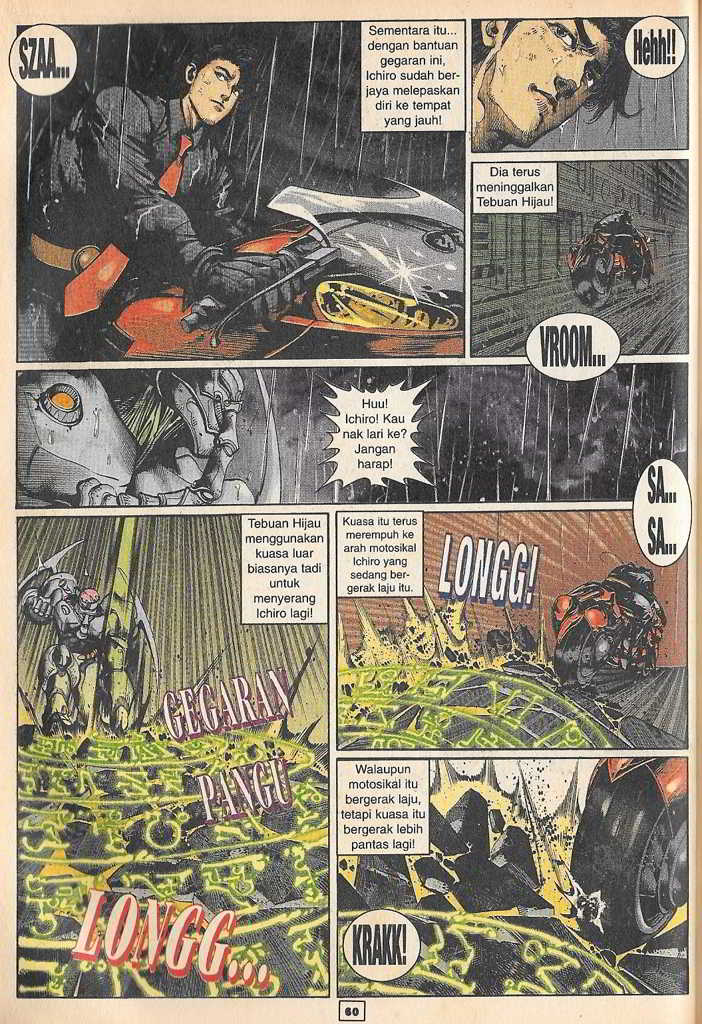 SZAA...
Sementara itu...
dengan bantuan
gegaran ini,
Ichiro sudah ber-
jaya melepaskan
diri ke tempat
yang jauh!
Hehh!!
Dia terus
meninggalkan
Tebuan Hijau!
VROOM...
Huu!
Ichiro! Kau
nak lari ke?
Jangan
harap!
SA...
SA...
Tebuan Hijau
menggunakan
kuasa luar
biasanya tadi
untuk
menyerang
Ichiro lagi!
GEGARAN
PANGU
LONGG...
Kuasa itu terus
merempuh ke
arah motosikal
Ichiro yang
sedang ber-
gerak laju itu.
LONGG!
Walaupun
motosikal itu
bergerak laju,
tetapi kuasa itu
bergerak lebih
pantas lagi!
KRAKK!
60